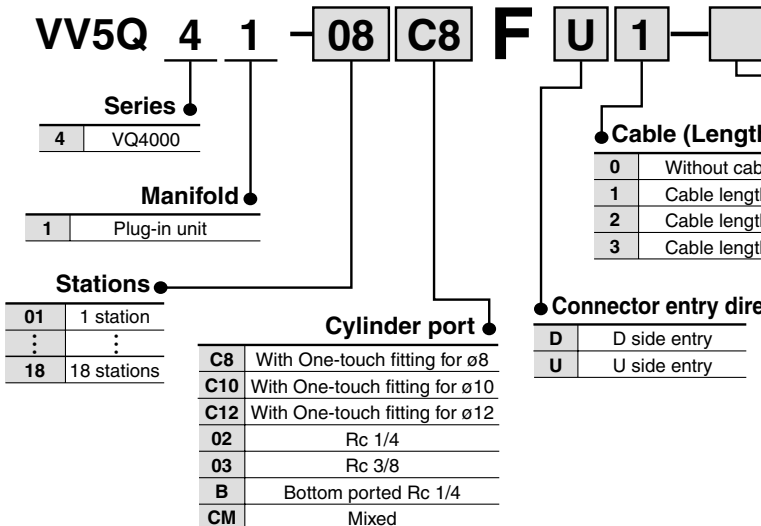 VV5Q 4 1 - 08 C8 F U 1 -
Series
4 VQ4000
Manifold
1 Plug-in unit
Stations
01 1 station
⋮ ⋮
18 18 stations
Cylinder port
C8 With One-touch fitting for ø8
C10 With One-touch fitting for ø10
C12 With One-touch fitting for ø12
02 Rc 1/4
03 Rc 3/8
B Bottom ported Rc 1/4
CM Mixed
Cable
0 Without
1 Cable
2 Cable
3 Cable
Connector entry
D D side entry
U U side entry